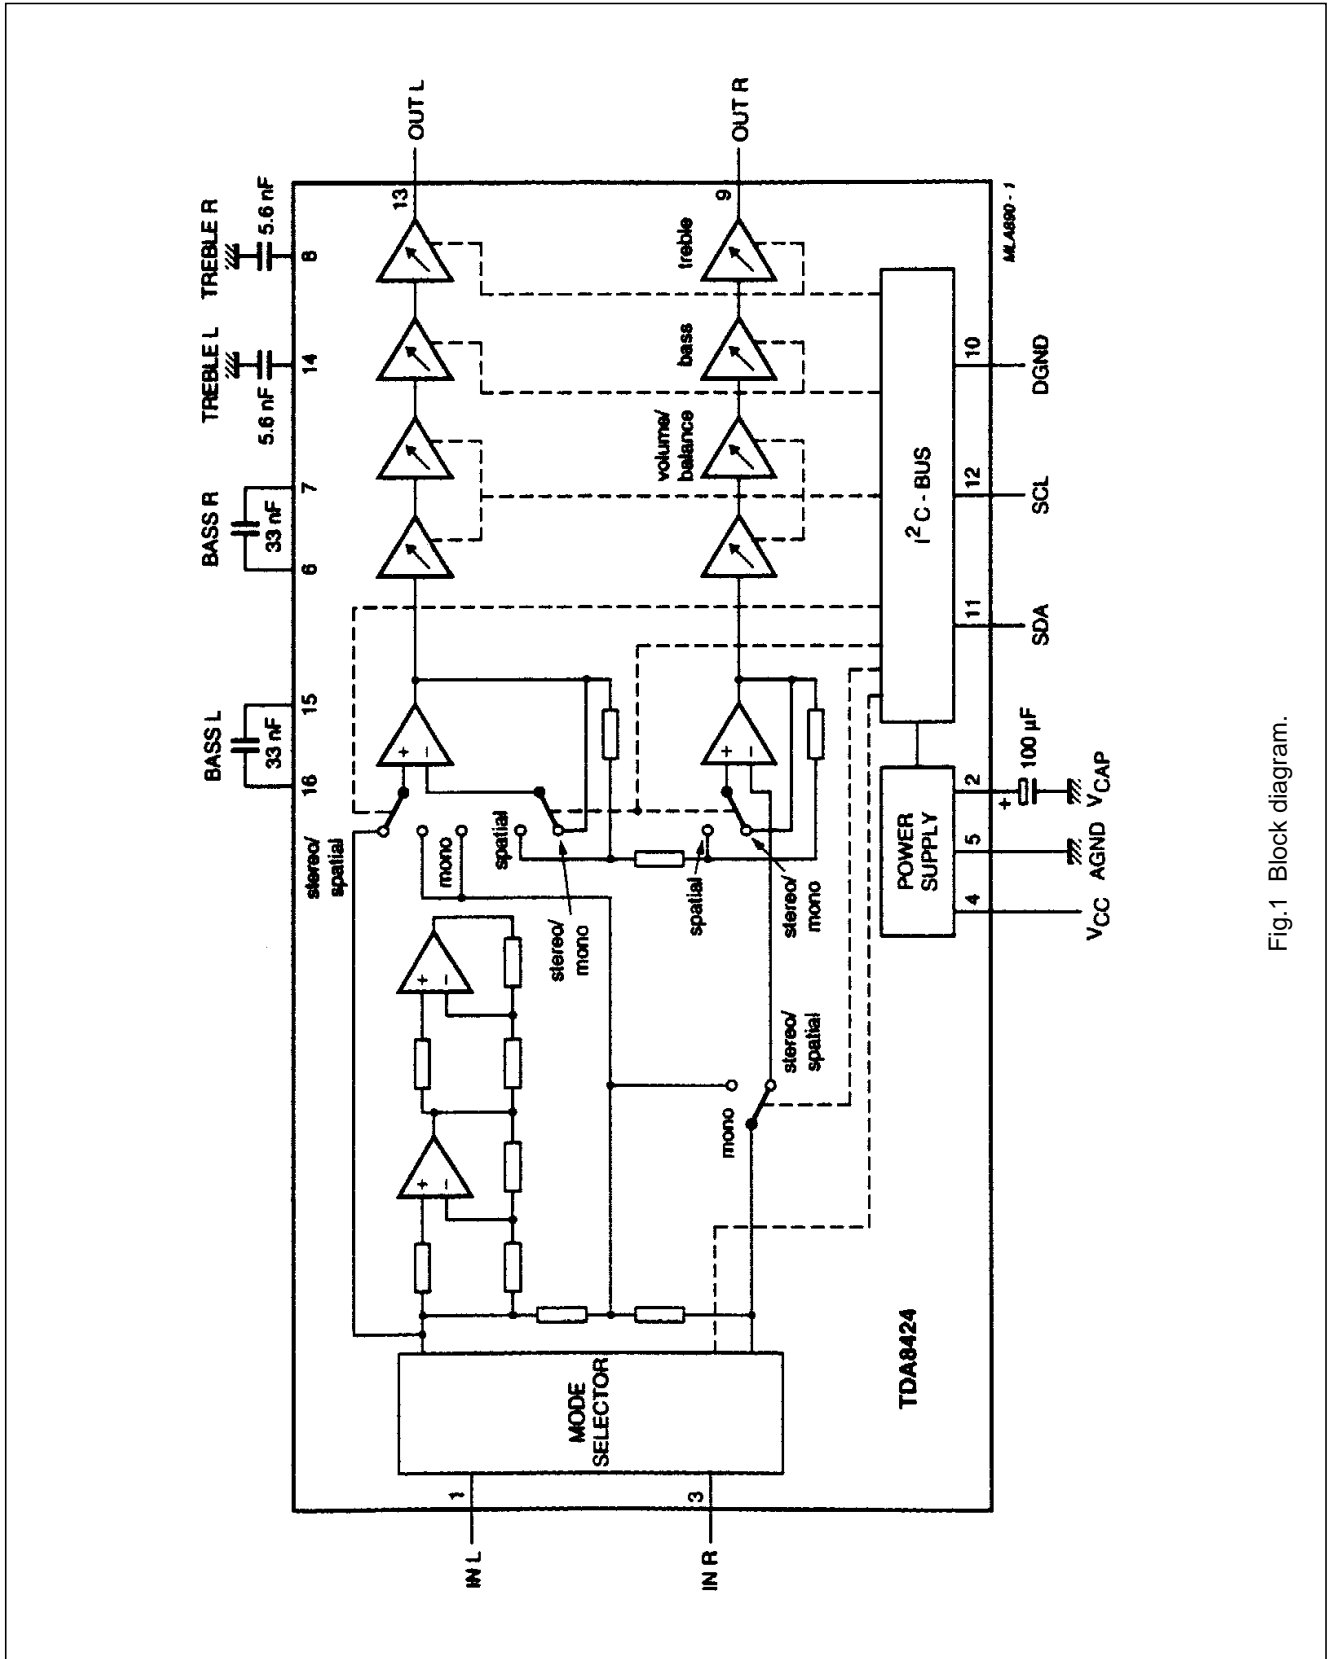 BASS L
BASS R
TREBLE L
TREBLE R
33 nF
33 nF
5.6 nF
5.6 nF
16
15
6
7
14
8
stereo/
spatial
mono
spatial
stereo/
mono
+
−
+
−
+
−
13
OUT L
IN L
1
MODE
SELECTOR
IN R
3
mono
stereo/
spatial
spatial
stereo/
mono
+
−
volume/
balance
bass
treble
9
OUT R
TDA8424
POWER
SUPPLY
I2C - BUS
4
5
2
11
12
10
+
100 µF
VCC
AGND
VCAP
SDA
SCL
DGND
MLA890 - 1
Fig.1 Block diagram.